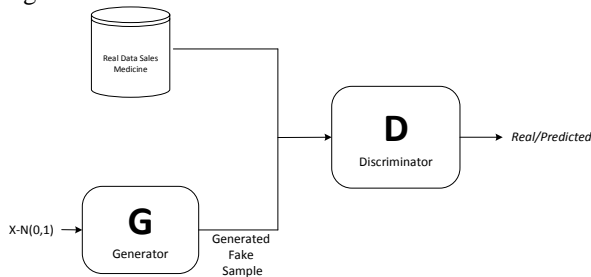 Real Data Sales
Medicine
D
Discriminator
Real/Predicted
X-N(0,1)
G
Generator
Generated
Fake
Sample